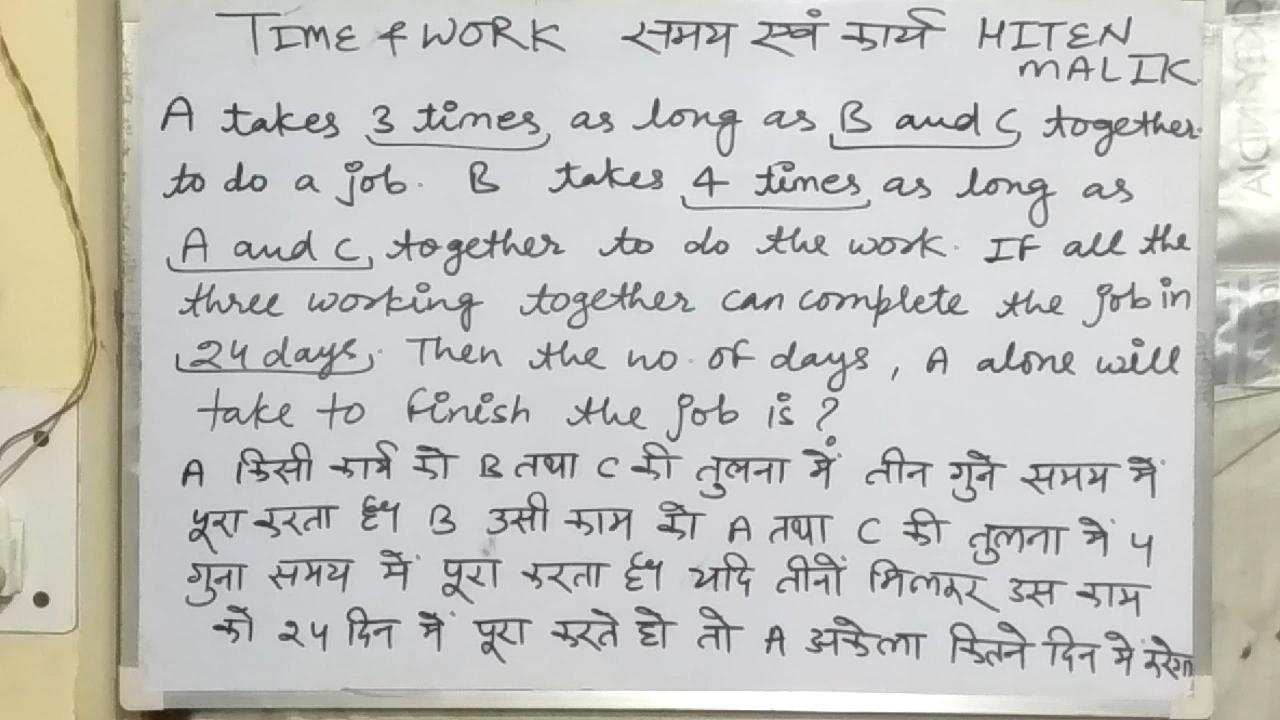 TIME & WORK समय स्वं कार्य HITEN
MALIK
A takes 3 times as long as B and C together
to do a job. B takes 4 times as long as
A and C together to do the work. If all the
three working together can complete the job in
24 days. Then the no. of days, A alone will
take to finish the job is?
A किसी कार्य को B तथा C की तुलना में तीन गुने समय में
पूरा करता है। B उसी काम को A तथा C की तुलना में 4
गुना समय में पूरा करता है। यदि तीनों मिलकर उस काम
को 24 दिन में पूरा करते हो तो A अकेला कितने दिन में करेगा